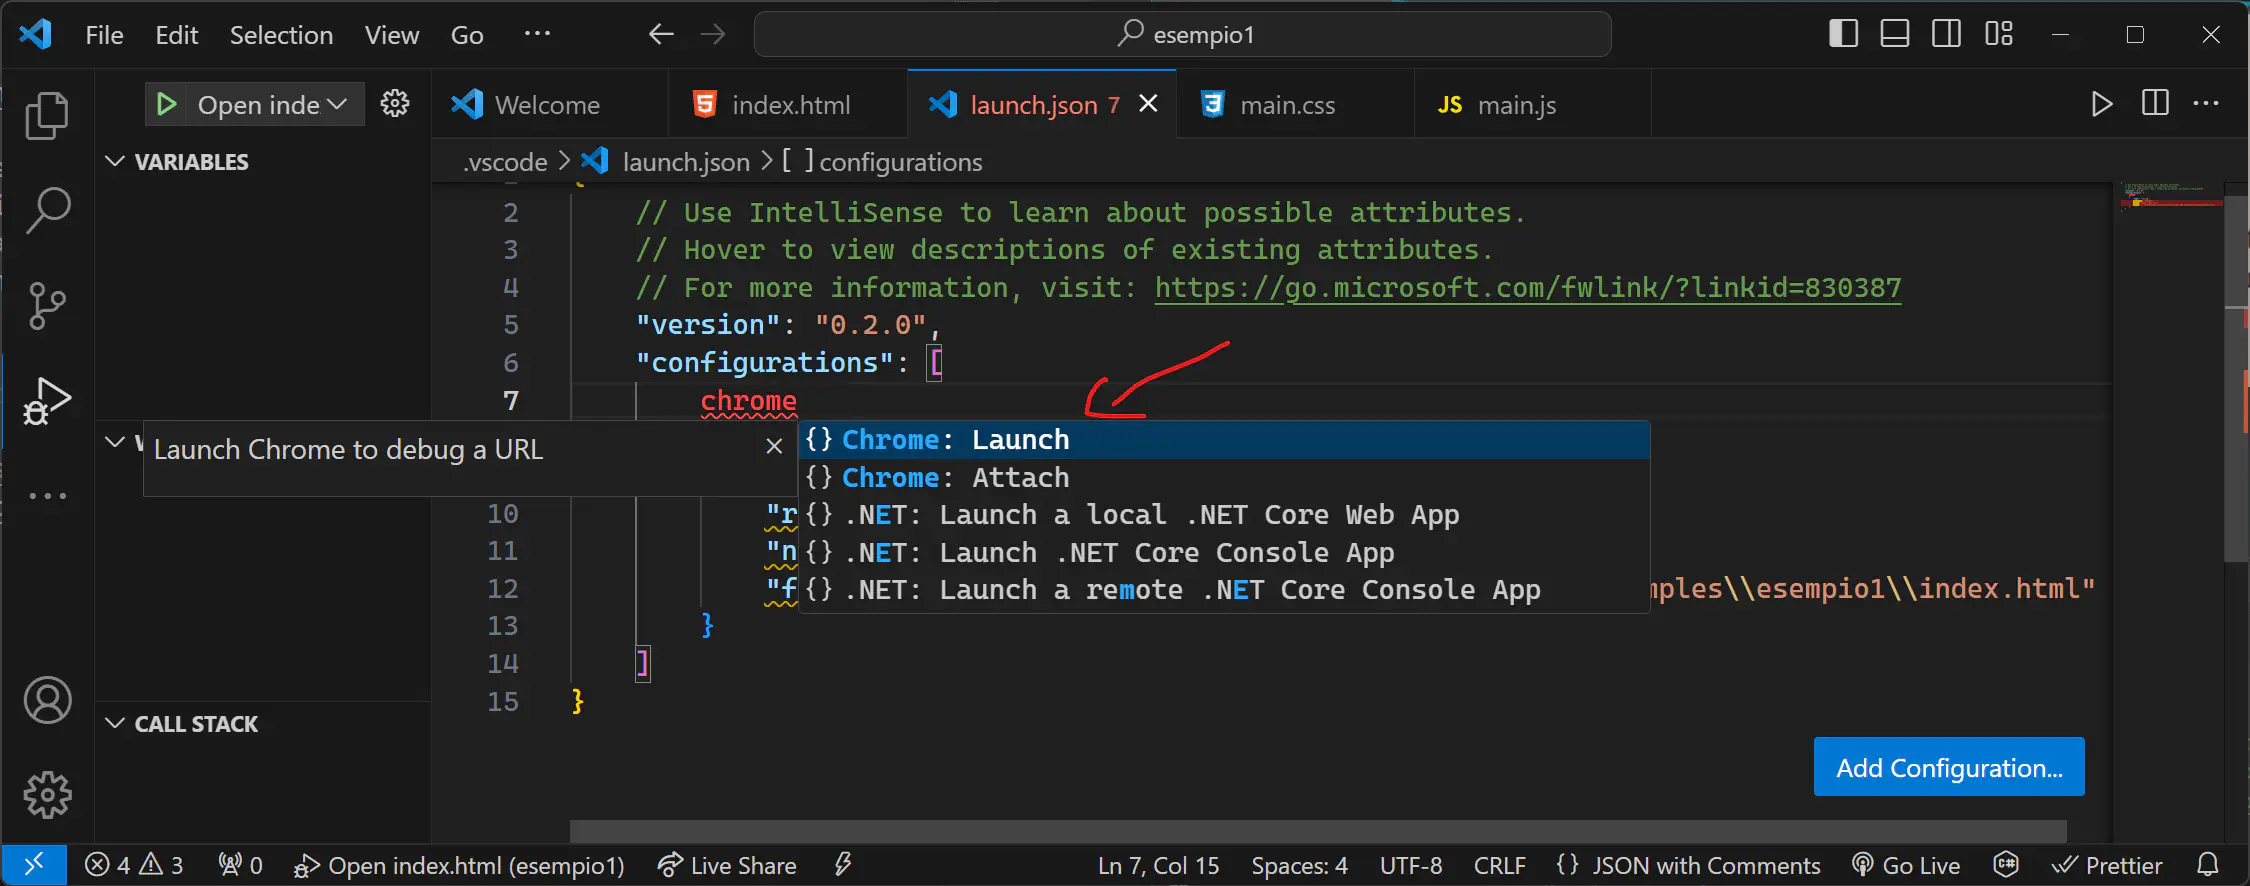 File Edit Selection View Go ··· esempio1
Open inde
Welcome index.html launch.json 7 main.css JS main.js
VARIABLES
.vscode > launch.json > [ ] configurations
2 // Use IntelliSense to learn about possible attributes.
3 // Hover to view descriptions of existing attributes.
4 // For more information, visit: https://go.microsoft.com/fwlink/?linkid=830387
5 "version": "0.2.0",
6 "configurations": [
7 chrome
Launch Chrome to debug a URL
{} Chrome: Launch
{} Chrome: Attach
10 "r {} .NET: Launch a local .NET Core Web App
11 "n {} .NET: Launch .NET Core Console App
12 "f {} .NET: Launch a remote .NET Core Console App mples\\esempio1\\index.html"
13 }
14 ]
15 }
CALL STACK
Add Configuration...
4 3 0 Open index.html (esempio1) Live Share Ln 7, Col 15 Spaces: 4 UTF-8 CRLF {} JSON with Comments Go Live Prettier